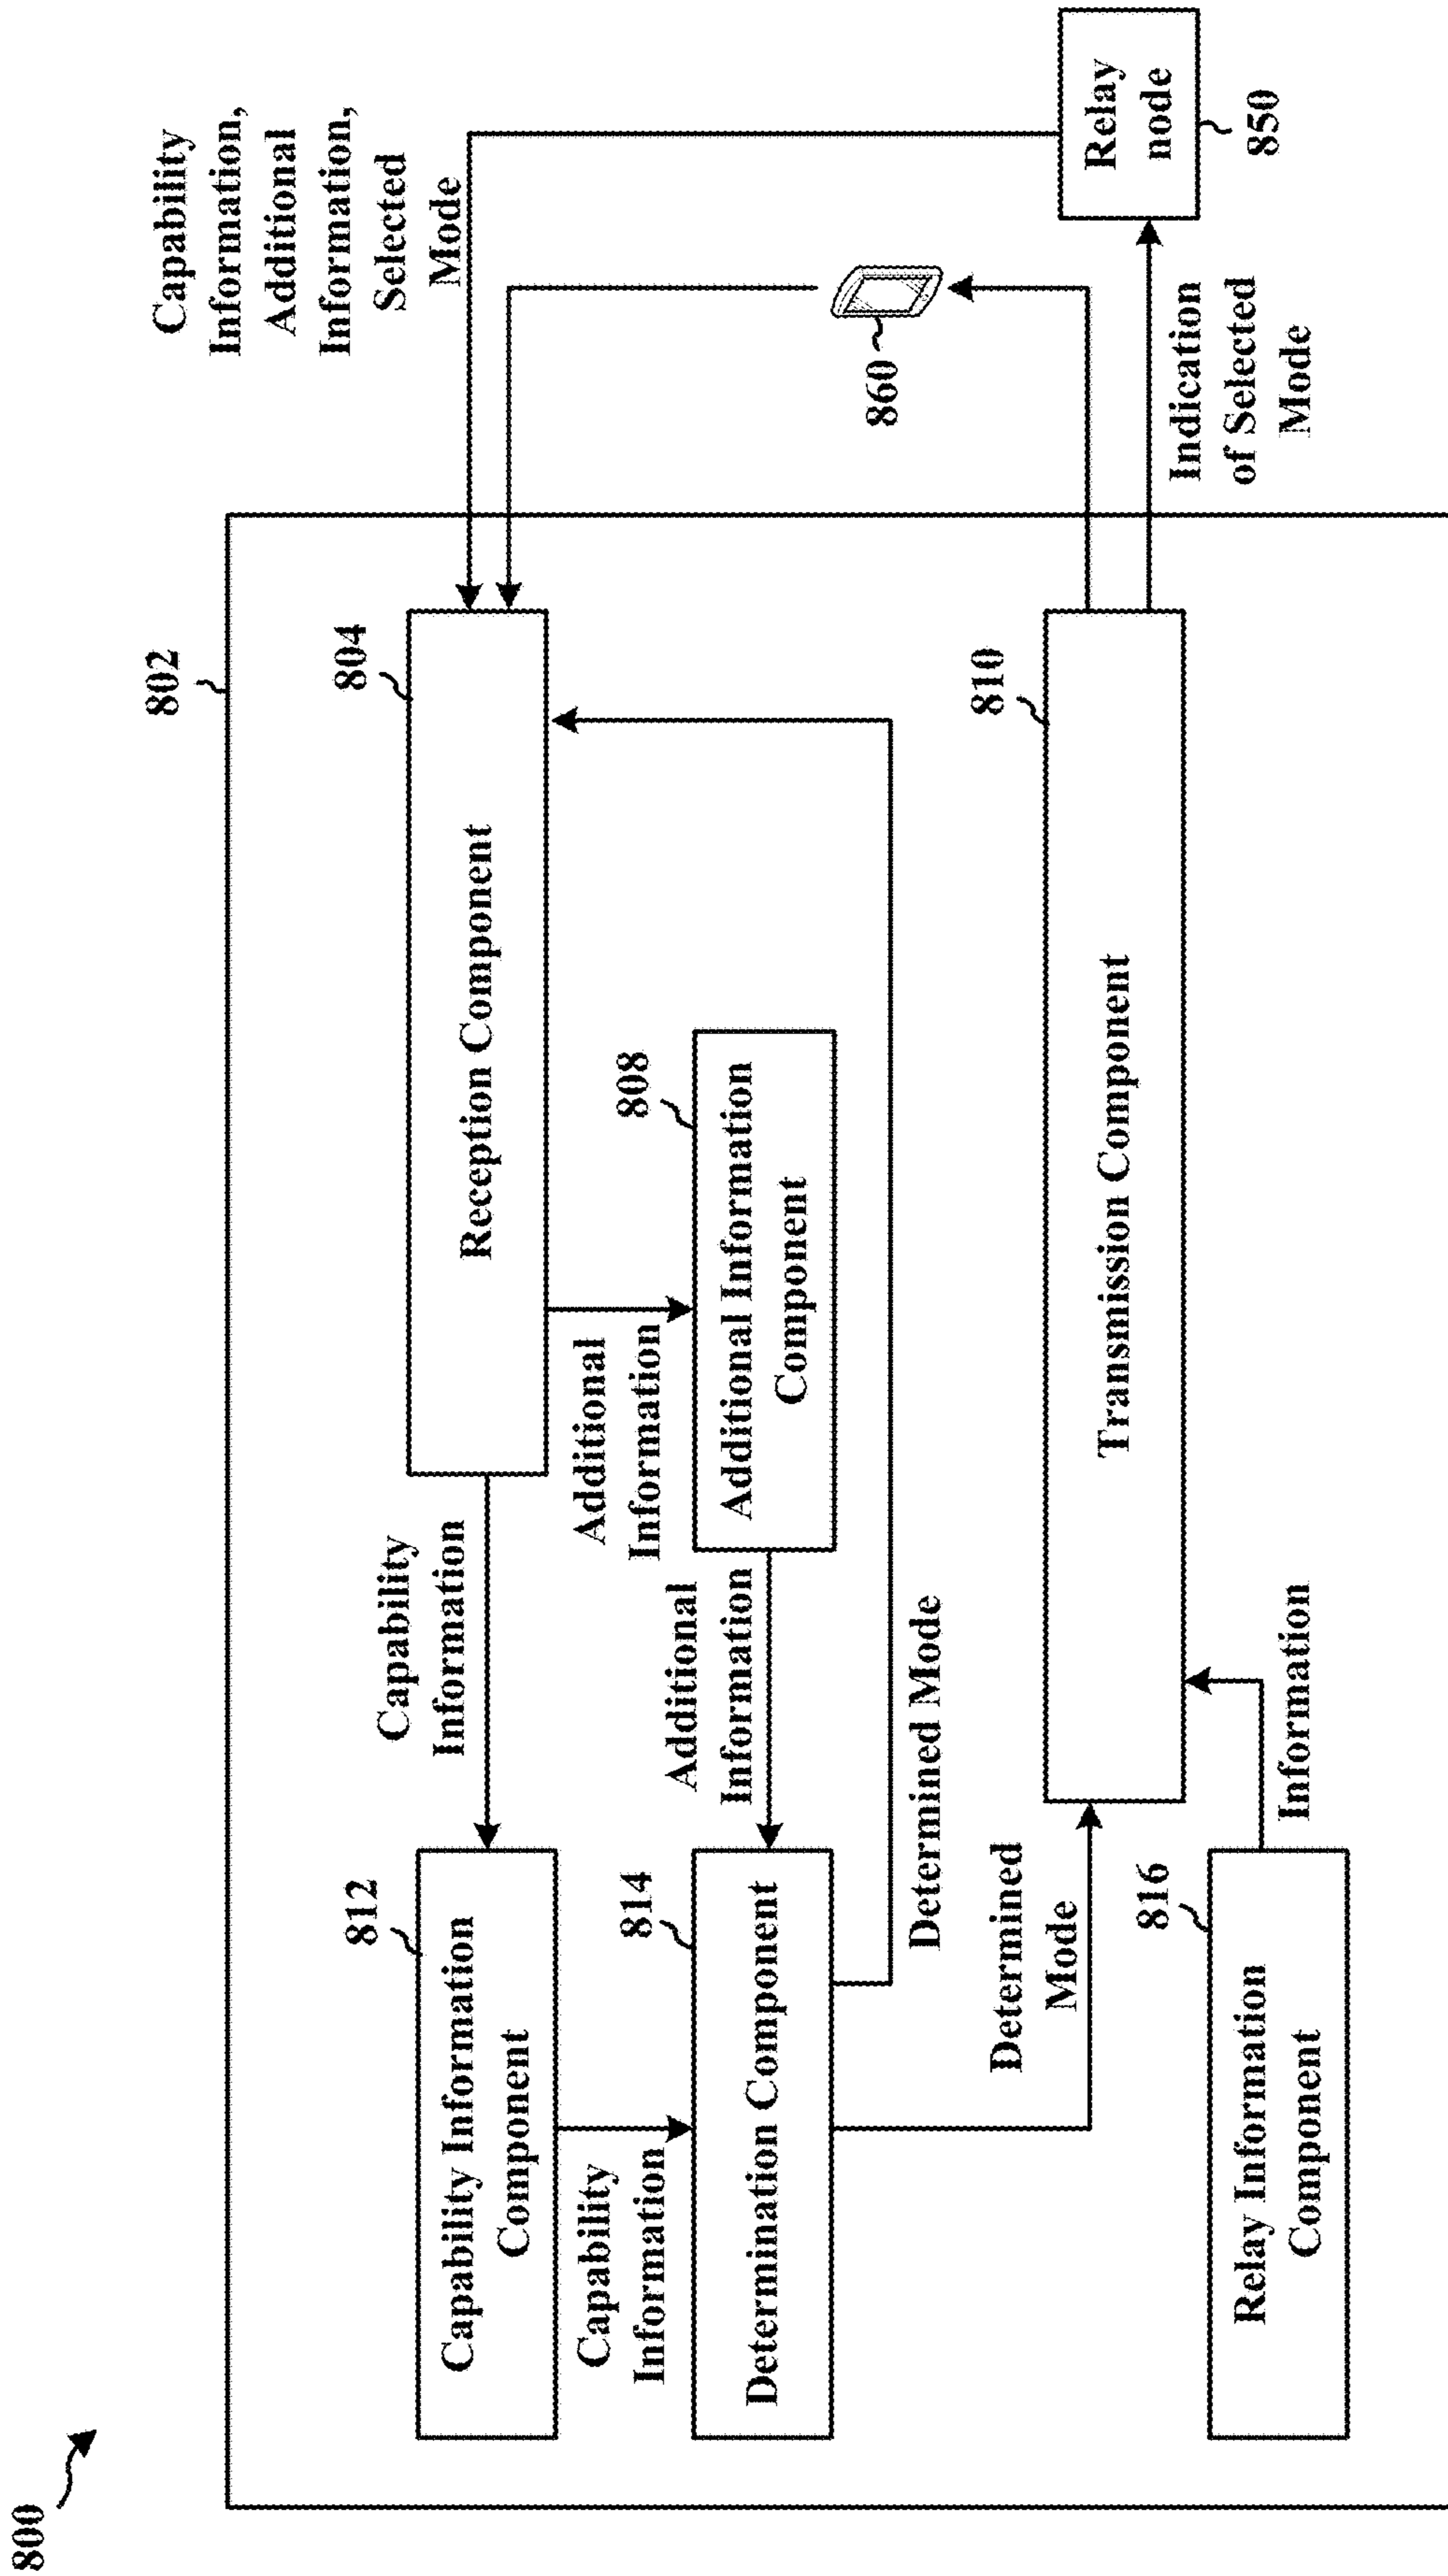 800
802
Capability
Information,
Additional
Information,
Selected
Mode
812
Capability Information
Component
Capability
Information
804
Reception Component
Capability
Information
814
Determination Component
Additional
Information
Additional
Information
808
Additional Information
Component
860
Determined Mode
Determined
Mode
810
Transmission Component
Relay
node
850
Indication
of Selected
Mode
816
Relay Information
Component
Information